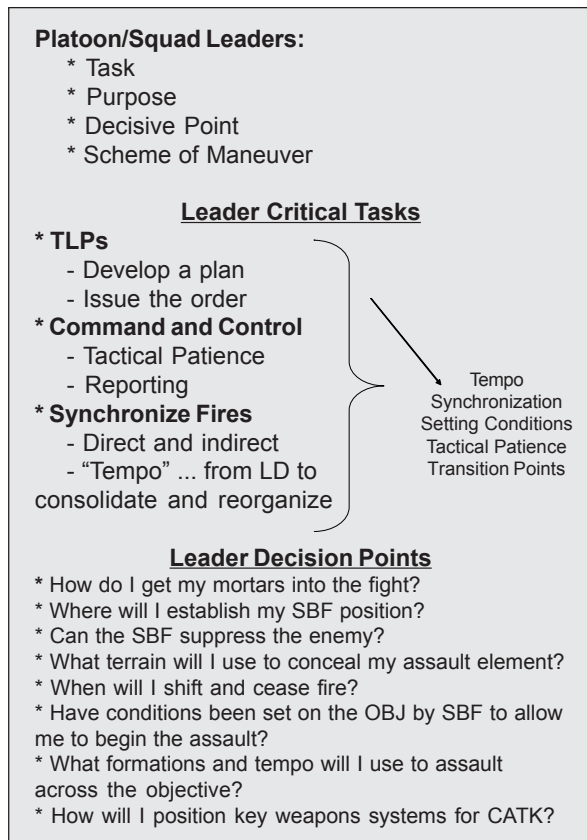 Platoon/Squad Leaders:
* Task
* Purpose
* Decisive Point
* Scheme of Maneuver
Leader Critical Tasks
* TLPs
- Develop a plan
- Issue the order
* Command and Control
- Tactical Patience
- Reporting
* Synchronize Fires
- Direct and indirect
- “Tempo” ... from LD to
consolidate and reorganize
Tempo
Synchronization
Setting Conditions
Tactical Patience
Transition Points
Leader Decision Points
* How do I get my mortars into the fight?
* Where will I establish my SBF position?
* Can the SBF suppress the enemy?
* What terrain will I use to conceal my assault element?
* When will I shift and cease fire?
* Have conditions been set on the OBJ by SBF to allow
me to begin the assault?
* What formations and tempo will I use to assault
across the objective?
* How will I position key weapons systems for CATK?